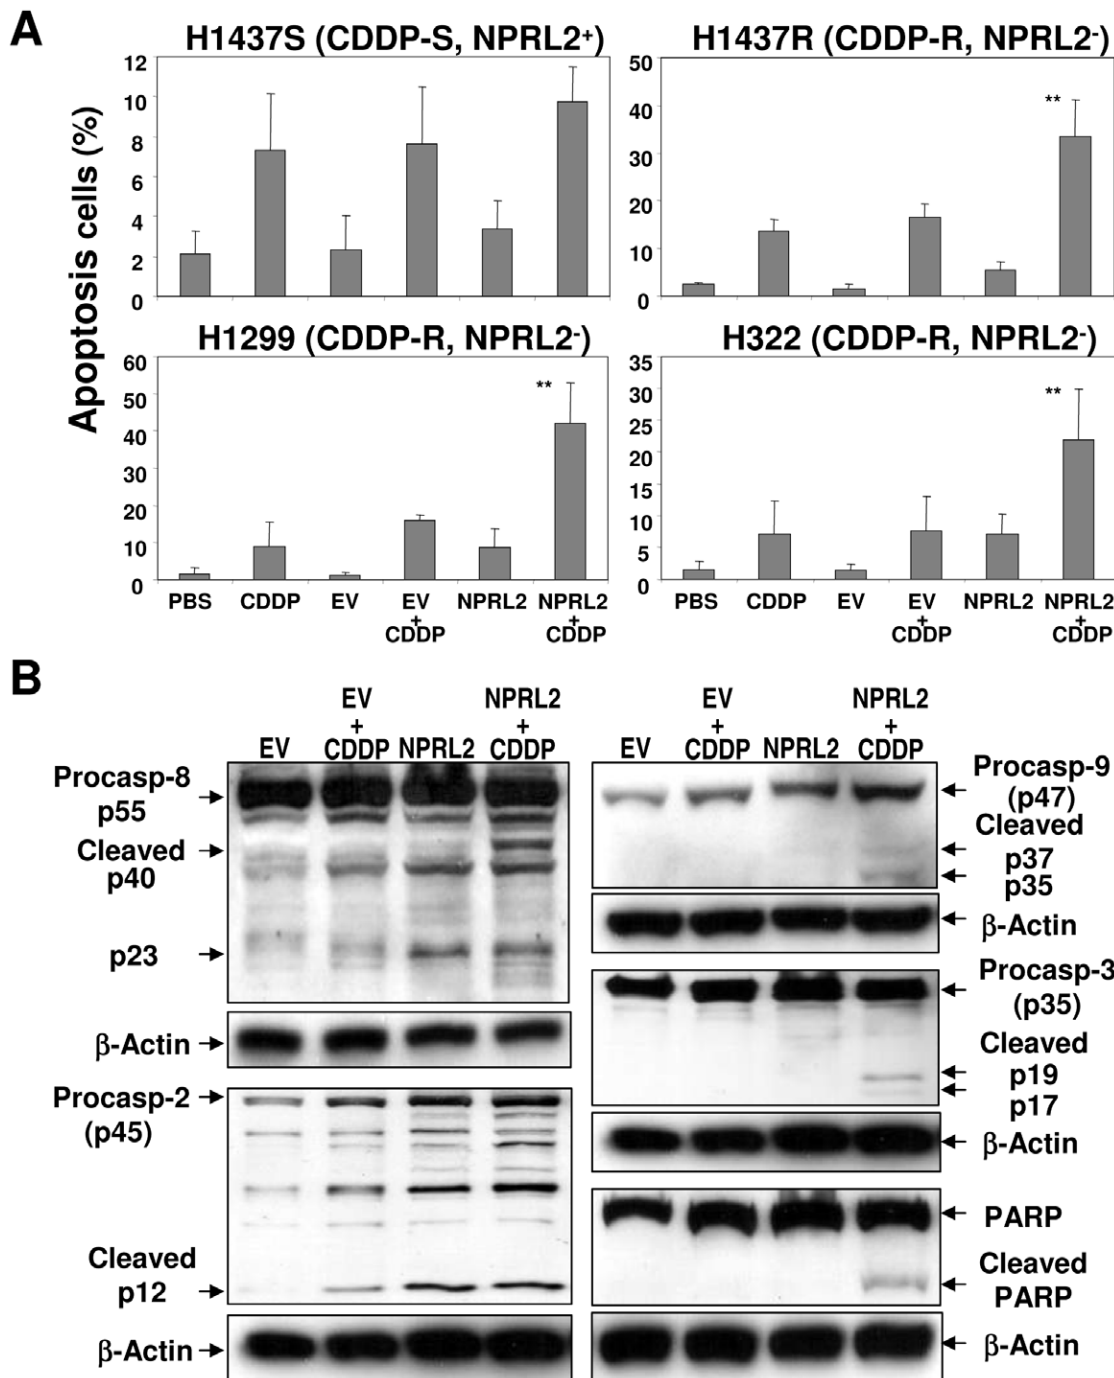 A
H1437S (CDDP-S, NPRL2+)
H1437R (CDDP-R, NPRL2-)
Apoptosis cells (%)
12
10
8
6
4
2
0
50
40
30
20
10
0
**
H1299 (CDDP-R, NPRL2-)
H322 (CDDP-R, NPRL2-)
60
50
40
30
20
10
0
**
35
30
25
20
15
10
5
0
**
PBS CDDP EV EV + CDDP NPRL2 NPRL2 + CDDP
PBS CDDP EV EV + CDDP NPRL2 NPRL2 + CDDP
B
EV EV + CDDP NPRL2 NPRL2 + CDDP
Procasp-8
p55
Cleaved
p40
p23
β-Actin
Procasp-2
(p45)
Cleaved
p12
β-Actin
EV EV + CDDP NPRL2 NPRL2 + CDDP
Procasp-9
(p47)
Cleaved
p37
p35
β-Actin
Procasp-3
(p35)
Cleaved
p19
p17
β-Actin
PARP
Cleaved
PARP
β-Actin